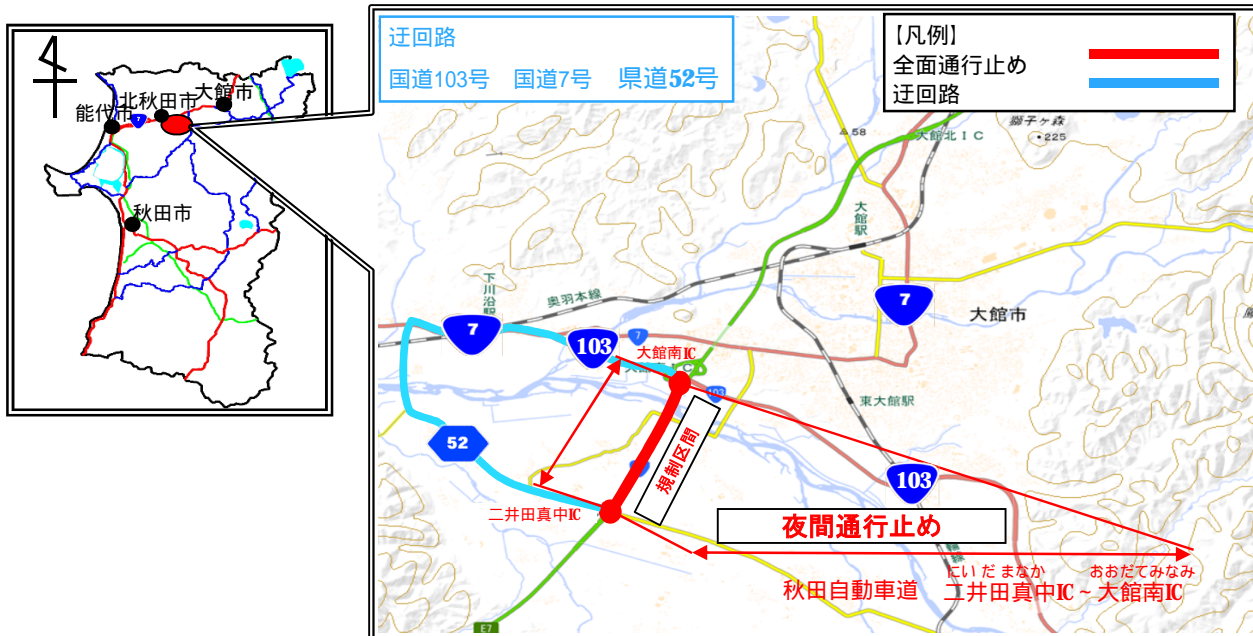 能代市
北秋田市
大館市
7
秋田市
迂回路
国道103号 国道7号 県道52号
【凡例】
全面通行止め
迂回路
58
大館北IC
獅子ヶ森
225
大館駅
下川沿駅
奥羽本線
7
103
7
大館南IC
7
大館市
103
東大館駅
52
規制区間
103
二井田真中IC
夜間通行止め
にいだまなか おおだてみなみ
秋田自動車道 二井田真中IC~大館南IC
E7